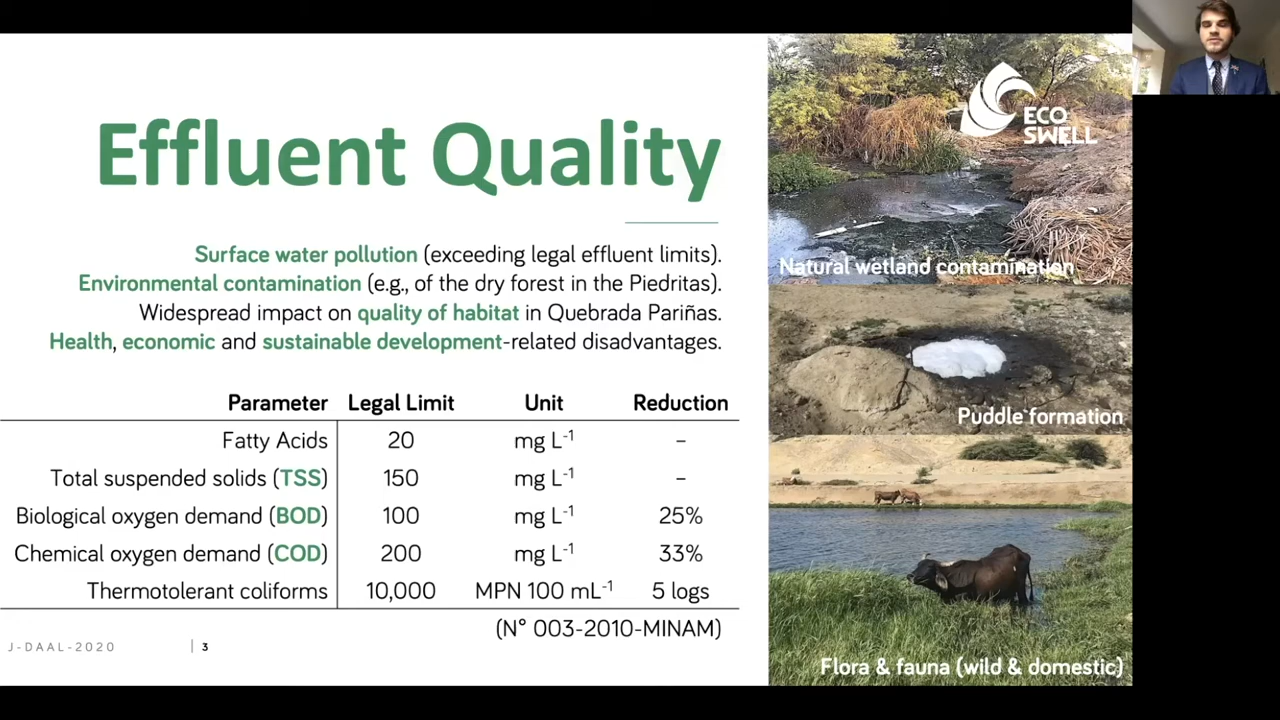 Effluent Quality
Surface water pollution (exceeding legal effluent limits).
Environmental contamination (e.g., of the dry forest in the Piedritas).
Widespread impact on quality of habitat in Quebrada Pariñas.
Health, economic and sustainable development-related disadvantages.
Parameter Legal Limit Unit Reduction
Fatty Acids 20 mg L⁻¹ –
Total suspended solids (TSS) 150 mg L⁻¹ –
Biological oxygen demand (BOD) 100 mg L⁻¹ 25%
Chemical oxygen demand (COD) 200 mg L⁻¹ 33%
Thermotolerant coliforms 10,000 MPN 100 mL⁻¹ 5 logs
(N° 003-2010-MINAM)
J-DAAL-2020 | 3
ECO
SWELL
Natural wetland contamination
Puddle formation
Flora & fauna (wild & domestic)